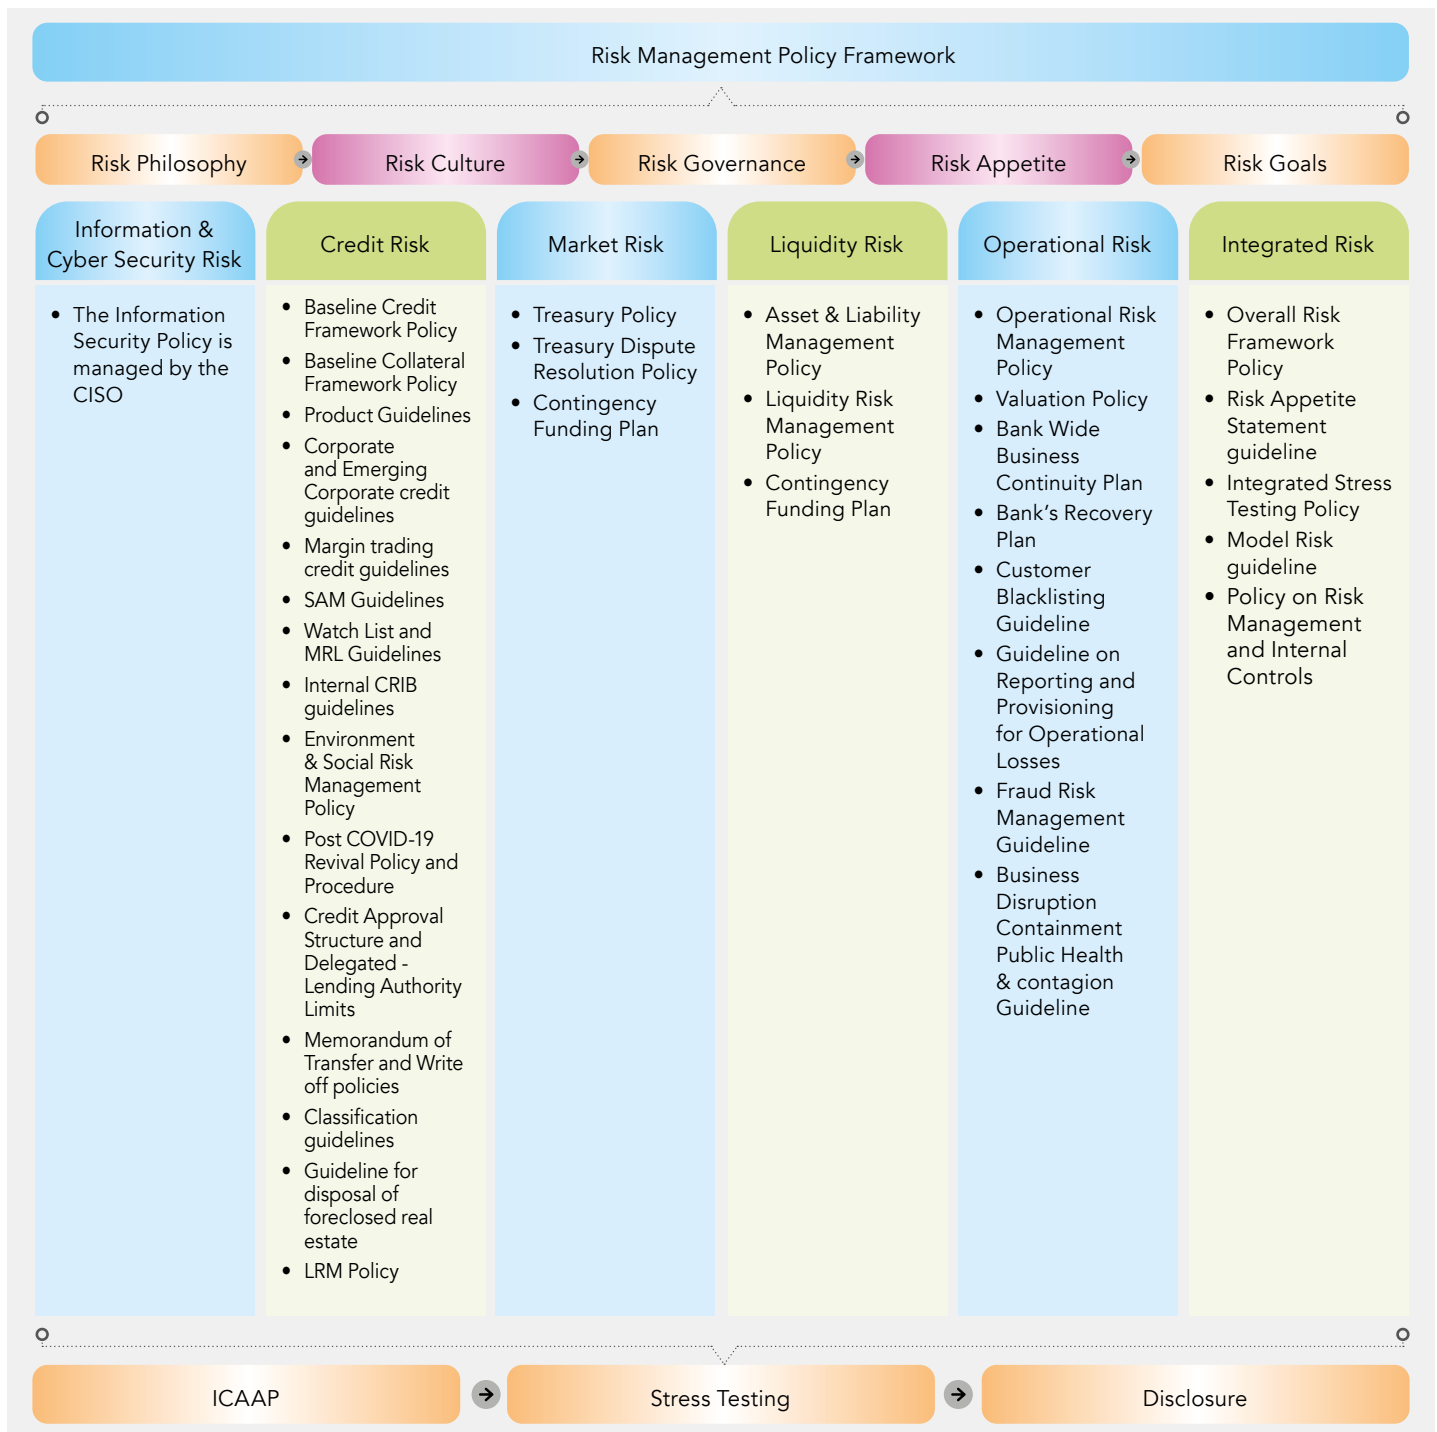 Risk Management Policy Framework
Risk Philosophy
Risk Culture
Risk Governance
Risk Appetite
Risk Goals
Information &
Cyber Security Risk
• The Information
Security Policy is
managed by the
CISO
Credit Risk
• Baseline Credit
Framework Policy
• Baseline Collateral
Framework Policy
• Product Guidelines
• Corporate
and Emerging
Corporate credit
guidelines
• Margin trading
credit guidelines
• SAM Guidelines
• Watch List and
MRL Guidelines
• Internal CRIB
guidelines
• Environment
& Social Risk
Management
Policy
• Post COVID-19
Revival Policy and
Procedure
• Credit Approval
Structure and
Delegated -
Lending Authority
Limits
• Memorandum of
Transfer and Write
off policies
• Classification
guidelines
• Guideline for
disposal of
foreclosed real
estate
• LRM Policy
Market Risk
• Treasury Policy
• Treasury Dispute
Resolution Policy
• Contingency
Funding Plan
Liquidity Risk
• Asset & Liability
Management
Policy
• Liquidity Risk
Management
Policy
• Contingency
Funding Plan
Operational Risk
• Operational Risk
Management
Policy
• Valuation Policy
• Bank Wide
Business
Continuity Plan
• Bank's Recovery
Plan
• Customer
Blacklisting
Guideline
• Guideline on
Reporting and
Provisioning
for Operational
Losses
• Fraud Risk
Management
Guideline
• Business
Disruption
Containment
Public Health
& contagion
Guideline
Integrated Risk
• Overall Risk
Framework
Policy
• Risk Appetite
Statement
guideline
• Integrated Stress
Testing Policy
• Model Risk
guideline
• Policy on Risk
Management
and Internal
Controls
ICAAP
Stress Testing
Disclosure